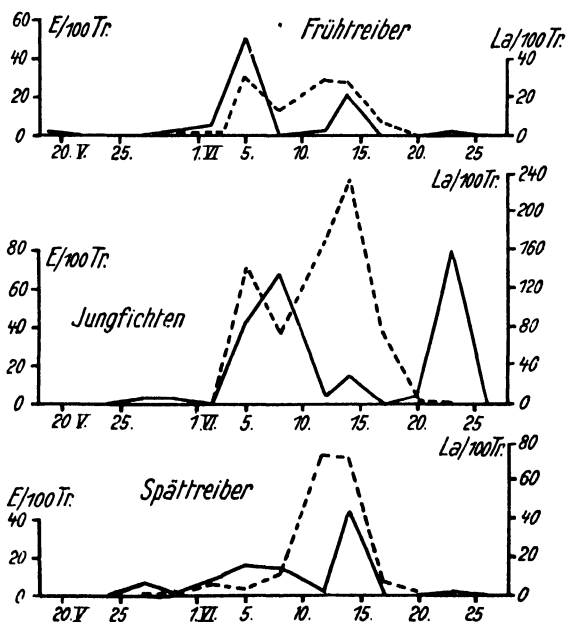 E/100 Tr. Frühtreiber La/100 Tr.
60
40 40
20 20
0 0
20. V. 25. 1. VI 5. 10. 15. 20. 25
La/100 Tr. 240
200
80 E/100 Tr. 160
60 120
Jungfichten
40 80
20 40
0 0
20 V. 25. 1. VI 5. 10. 15. 20. 25
La/100 Tr. 80
Spättreiber 60
E/100 Tr.
40 40
20 20
0 0
20. V 25. 1. VI. 5. 10. 15. 20. 25